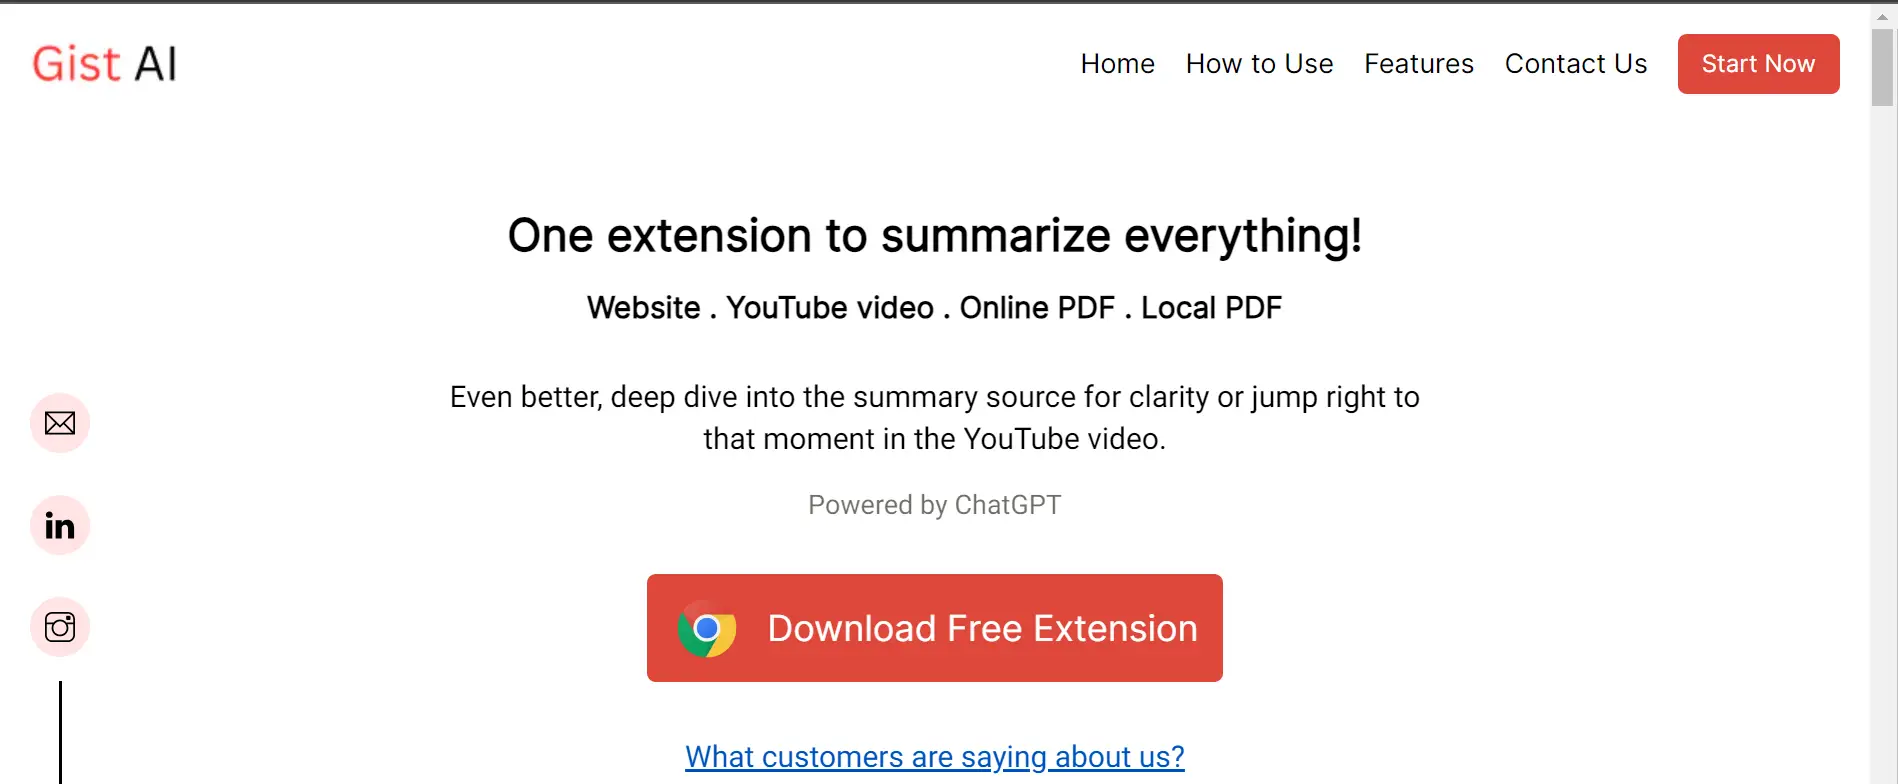 Gist AI
Home
How to Use
Features
Contact Us
Start Now
One extension to summarize everything!
Website . YouTube video . Online PDF . Local PDF
Even better, deep dive into the summary source for clarity or jump right to
that moment in the YouTube video.
Powered by ChatGPT
in
Download Free Extension
What customers are saying about us?